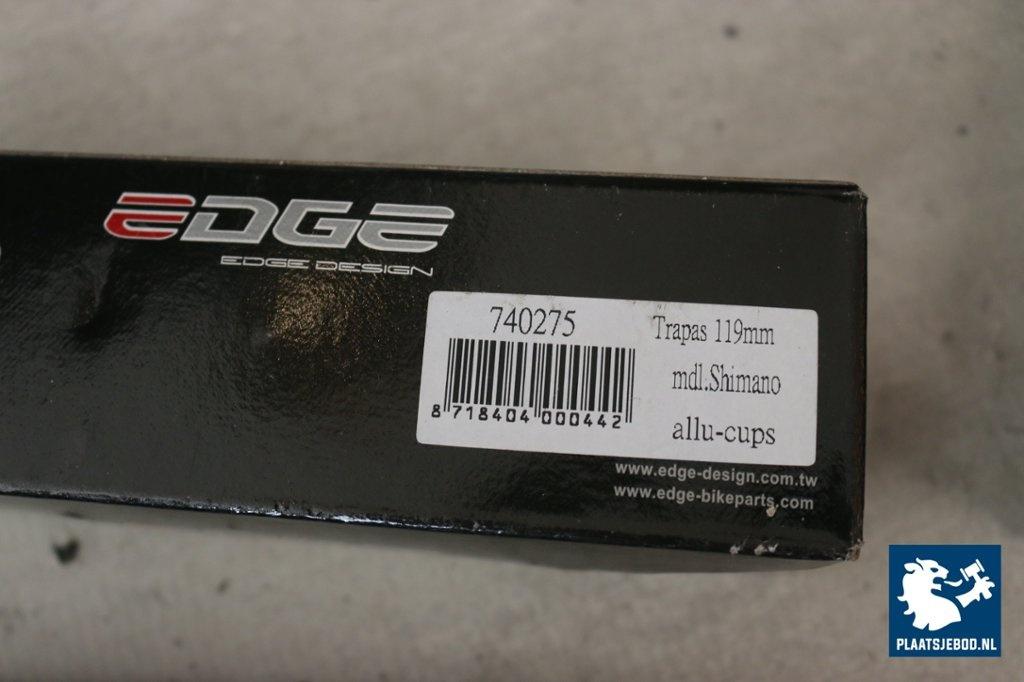 EDGE
EDGE DESIGN
740275
Trapas 119mm
mdl.Shimano
8 718404 000442
allu-cups
www.edge-design.com.tw
www.edge-bikeparts.com
PLAATSJEBOD.NL